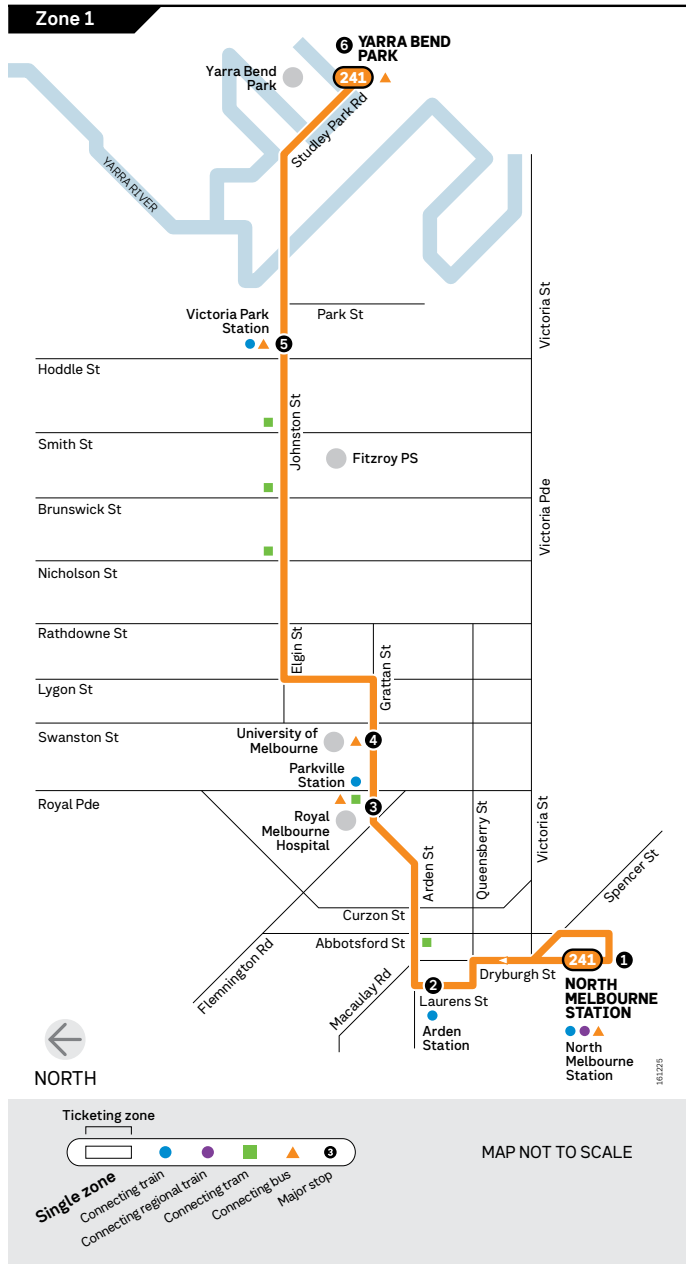 Zone 1
6 YARRA BEND
PARK
241
Yarra Bend
Park
Studley Park Rd
YARRA RIVER
Victoria St
Park St
Victoria Park
Station
5
Hoddle St
Johnston St
Smith St
Fitzroy PS
Brunswick St
Victoria Pde
Nicholson St
Rathdowne St
Elgin St
Grattan St
Lygon St
Swanston St
University of
Melbourne
4
Parkville
Station
Royal Pde
3
Royal
Melbourne
Hospital
Arden St
Queensberry St
Victoria St
Spencer St
Curzon St
Abbotsford St
Flemnington Rd
Macaulay Rd
Dryburgh St
241
1
2
Laurens St
NORTH
MELBOURNE
STATION
Arden
Station
North
Melbourne
Station
161225
NORTH
Ticketing zone
3
Single zone
Connecting train
Connecting regional train
Connecting tram
Connecting bus
Major stop
MAP NOT TO SCALE